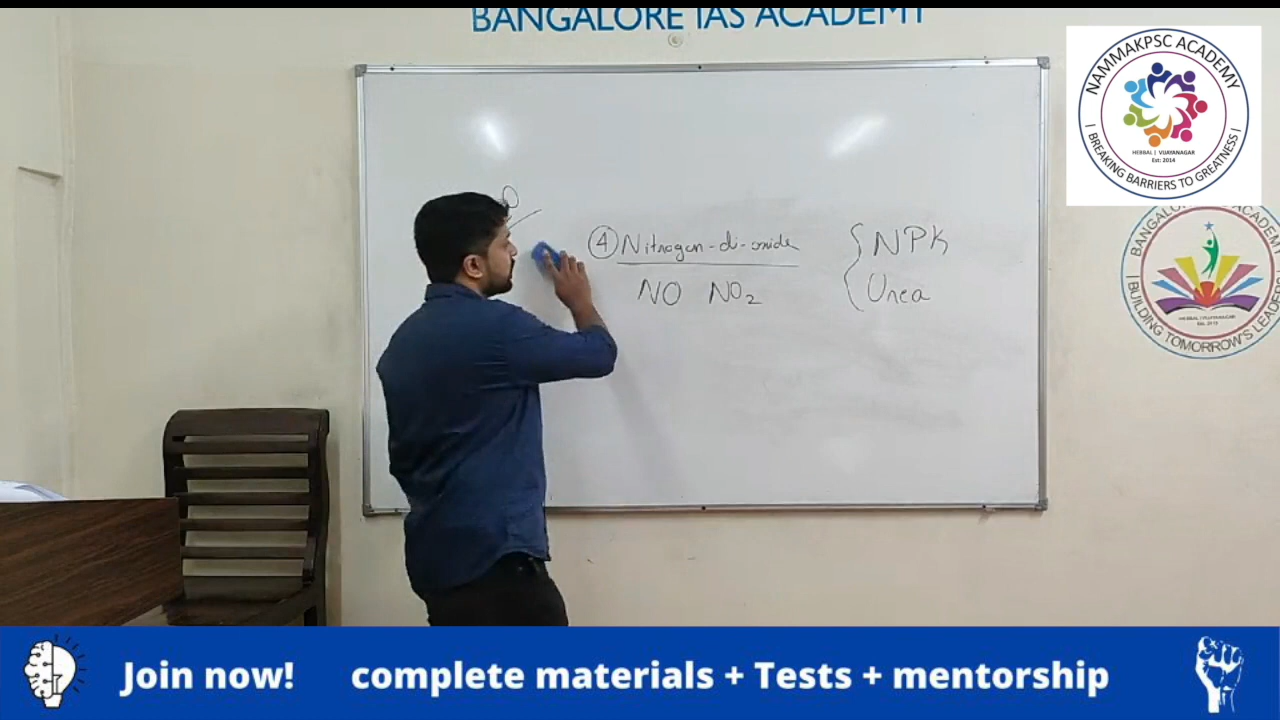 BANGALORE IAS ACADEMY
NAMMAKPSC ACADEMY
HEBBAL | VIJAYANAGAR
Est: 2014
| BREAKING BARRIERS TO GREATNESS |
④ Nitrogen-di-oxide
NO NO₂
{ NPK
Urea
ACADEMY
| BUILDING TOMORROW'S LEADERS |
Join now! complete materials + Tests + mentorship